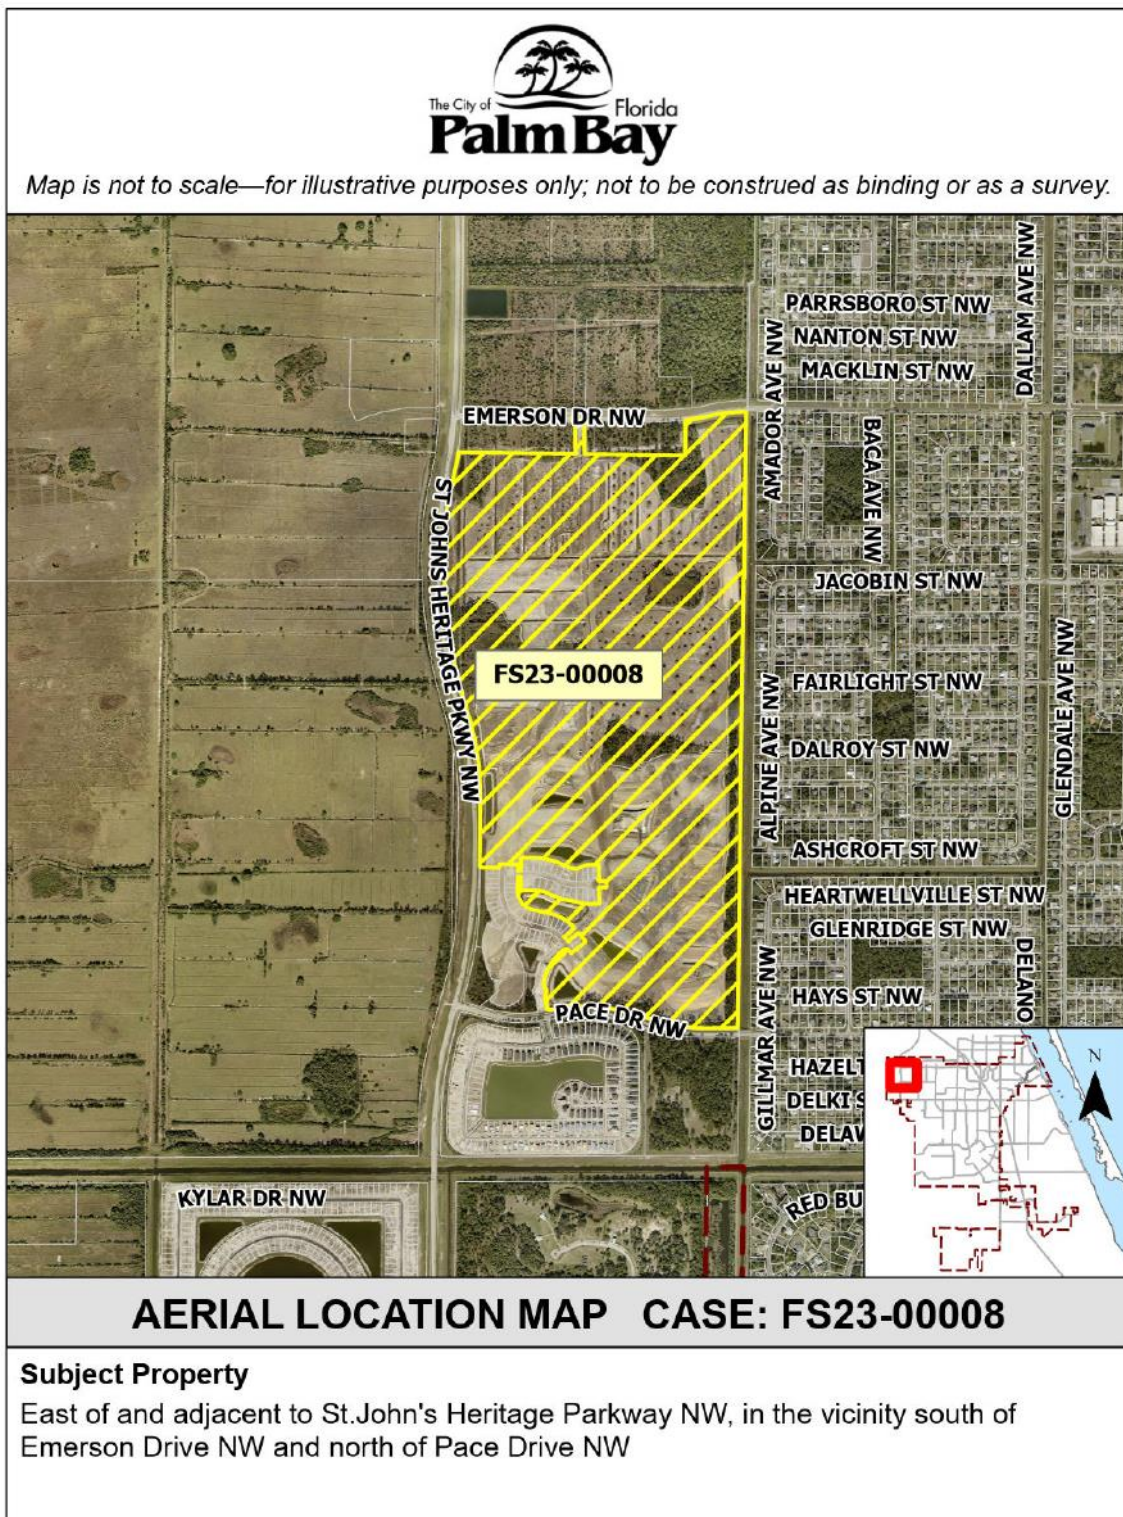 The City of Florida
Palm Bay
Map is not to scale—for illustrative purposes only; not to be construed as binding or as a survey.
PARRSBORO ST NW
NANTON ST NW
MACKLIN ST NW
DALLAM AVE NW
AMADOR AVE NW
EMERSON DR NW
BACA AVE NW
ST JOHNS HERITAGE PKWY NW
JACOBIN ST NW
FS23-00008
FAIRLIGHT ST NW
DALROY ST NW
ALPINE AVE NW
GLENDALE AVE NW
ASHCROFT ST NW
HEARTWELLVILLE ST NW
GLENRIDGE ST NW
DELANO
GILLMAR AVE NW
HAYS ST NW
PACE DR NW
HAZELT
DELKI S
DELAW
N
KYLAR DR NW
RED BU
AERIAL LOCATION MAP CASE: FS23-00008
Subject Property
East of and adjacent to St.John's Heritage Parkway NW, in the vicinity south of
Emerson Drive NW and north of Pace Drive NW